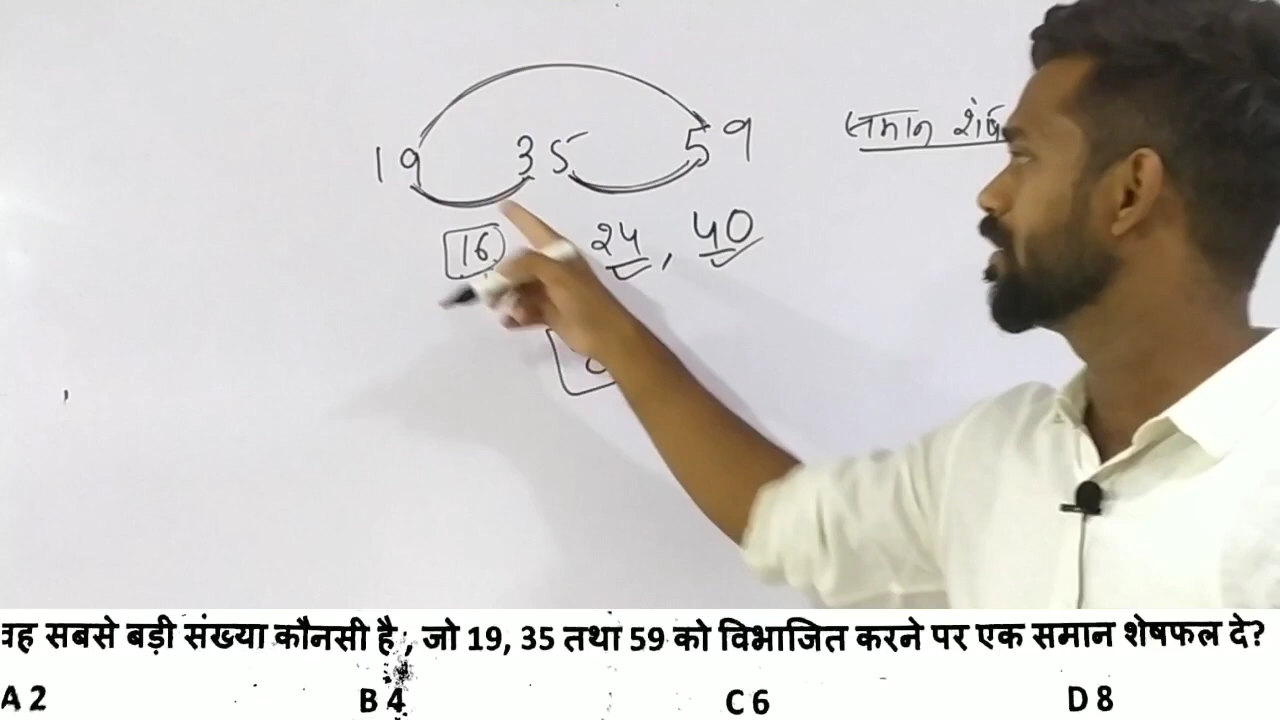 19 35 59 समान
16 24, 40
वह सबसे बड़ी संख्या कौनसी है , जो 19, 35 तथा 59 को विभाजित करने पर एक समान शेषफल दे?
A 2 B 4 C 6 D 8